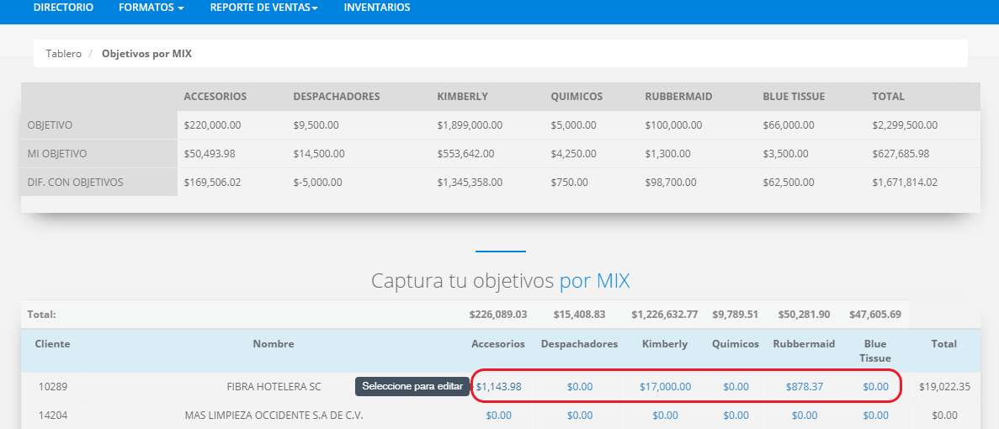 DIRECTORIO FORMATOS REPORTE DE VENTAS INVENTARIOS
Tablero / Objetivos por MIX
ACCESORIOS DESPACHADORES KIMBERLY QUIMICOS RUBBERMAID BLUE TISSUE TOTAL
OBJETIVO $220,000.00 $9,500.00 $1,899,000.00 $5,000.00 $100,000.00 $66,000.00 $2,299,500.00
MI OBJETIVO $50,493.98 $14,500.00 $553,642.00 $4,250.00 $1,300.00 $3,500.00 $627,685.98
DIF. CON OBJETIVOS $169,506.02 $-5,000.00 $1,345,358.00 $750.00 $98,700.00 $62,500.00 $1,671,814.02
Captura tu objetivos por MIX
Total: $226,089.03 $15,408.83 $1,226,632.77 $9,789.51 $50,281.90 $47,605.69
Cliente Nombre Accesorios Despachadores Kimberly Quimicos Rubbermaid Blue Tissue Total
10289 FIBRA HOTELERA SC Seleccione para editar $1,143.98 $0.00 $17,000.00 $0.00 $878.37 $0.00 $19,022.35
14204 MAS LIMPIEZA OCCIDENTE S.A DE C.V. $0.00 $0.00 $0.00 $0.00 $0.00 $0.00 $0.00